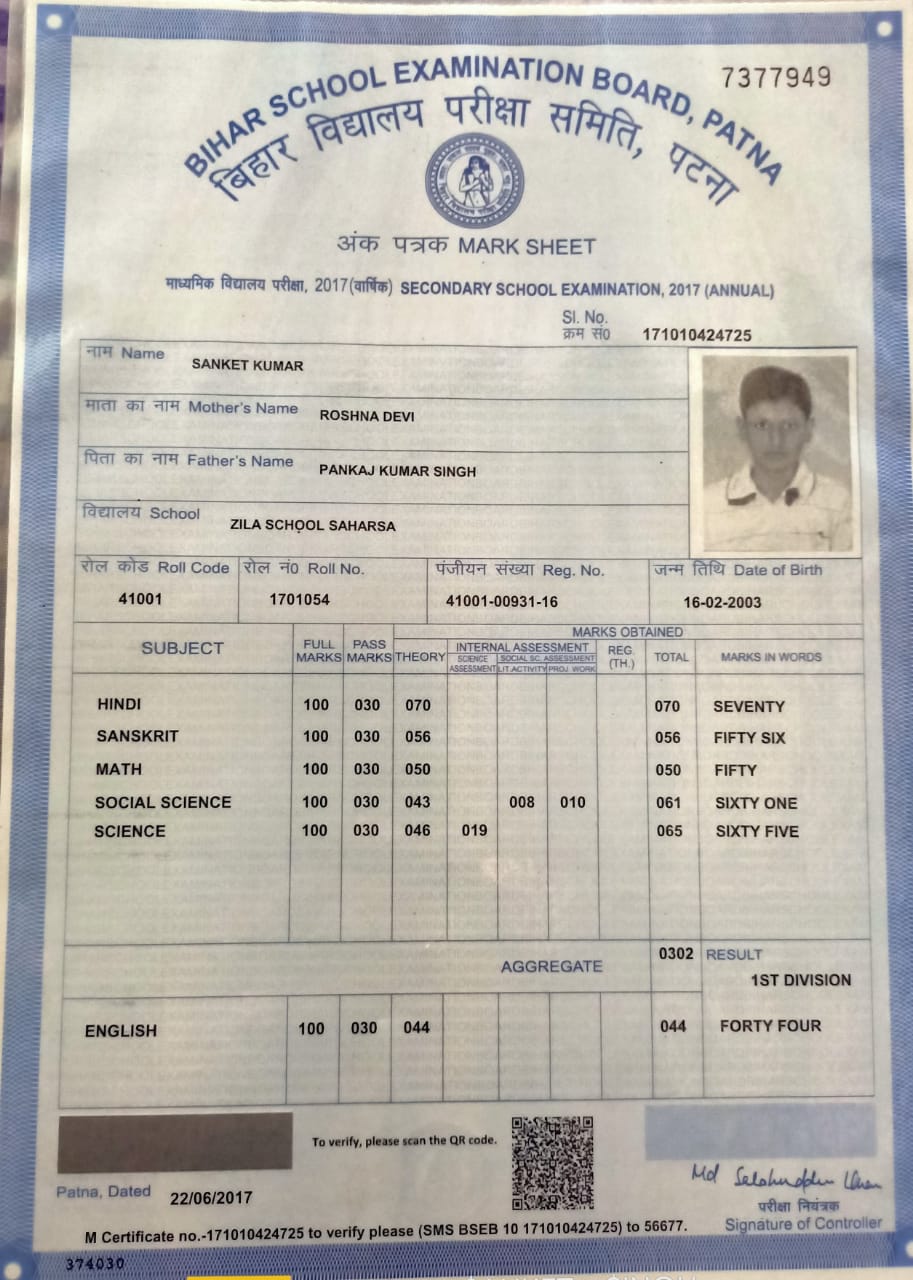 7377949
BIHAR SCHOOL EXAMINATION BOARD, PATNA
बिहार विद्यालय परीक्षा समिति, पटना
अंक पत्रक MARK SHEET
माध्यमिक विद्यालय परीक्षा, 2017(वार्षिक) SECONDARY SCHOOL EXAMINATION, 2017 (ANNUAL)
Sl. No.
क्रम सं0 171010424725
नाम Name SANKET KUMAR
माता का नाम Mother's Name ROSHNA DEVI
पिता का नाम Father's Name PANKAJ KUMAR SINGH
विद्यालय School ZILA SCHOOL SAHARSA
रोल कोड Roll Code रोल नं0 Roll No. पंजीयन संख्या Reg. No. जन्म तिथि Date of Birth
41001 1701054 41001-00931-16 16-02-2003
MARKS OBTAINED
SUBJECT FULL MARKS PASS MARKS THEORY INTERNAL ASSESSMENT REG. (TH.) TOTAL MARKS IN WORDS
SCIENCE ASSESSMENT SOCIAL SC. ASSESSMENT
LIT.ACTIVITY PROJ. WORK
HINDI 100 030 070 070 SEVENTY
SANSKRIT 100 030 056 056 FIFTY SIX
MATH 100 030 050 050 FIFTY
SOCIAL SCIENCE 100 030 043 008 010 061 SIXTY ONE
SCIENCE 100 030 046 019 065 SIXTY FIVE
AGGREGATE 0302 RESULT
1ST DIVISION
ENGLISH 100 030 044 044 FORTY FOUR
To verify, please scan the QR code.
Md Selahuddin Khan
Patna, Dated 22/06/2017
परीक्षा नियंत्रक
Signature of Controller
M Certificate no.-171010424725 to verify please (SMS BSEB 10 171010424725) to 56677.
374030